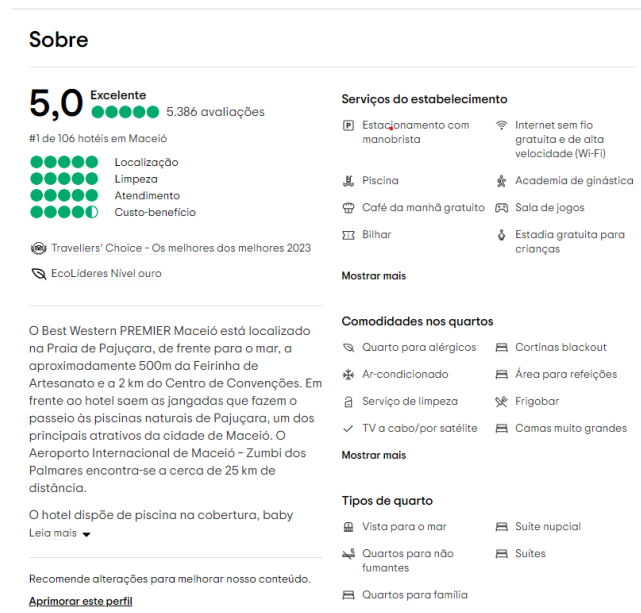 Sobre
5,0 Excelente
5.386 avaliações
#1 de 106 hotéis em Maceió
Localização
Limpeza
Atendimento
Custo-benefício
Travellers' Choice – Os melhores dos melhores 2023
EcoLíderes Nível ouro
O Best Western PREMIER Maceió está localizado
na Praia de Pajuçara, de frente para o mar, a
aproximadamente 500m da Feirinha de
Artesanato e a 2 km do Centro de Convenções. Em
frente ao hotel saem as jangadas que fazem o
passeio às piscinas naturais de Pajuçara, um dos
principais atrativos da cidade de Maceió. O
Aeroporto Internacional de Maceió – Zumbi dos
Palmares encontra-se a cerca de 25 km de
distância.
O hotel dispõe de piscina na cobertura, baby
Leia mais
Recomende alterações para melhorar nosso conteúdo.
Aprimorar este perfil
Serviços do estabelecimento
P Estacionamento com
manobrista
Internet sem fio
gratuita e de alta
velocidade (Wi-Fi)
Piscina
Academia de ginástica
Café da manhã gratuito
Sala de jogos
Bilhar
Estadia gratuita para
crianças
Mostrar mais
Comodidades nos quartos
Quarto para alérgicos
Cortinas blackout
Ar-condicionado
Área para refeições
Serviço de limpeza
Frigobar
TV a cabo/por satélite
Camas muito grandes
Mostrar mais
Tipos de quarto
Vista para o mar
Suíte nupcial
Quartos para não
fumantes
Suítes
Quartos para família